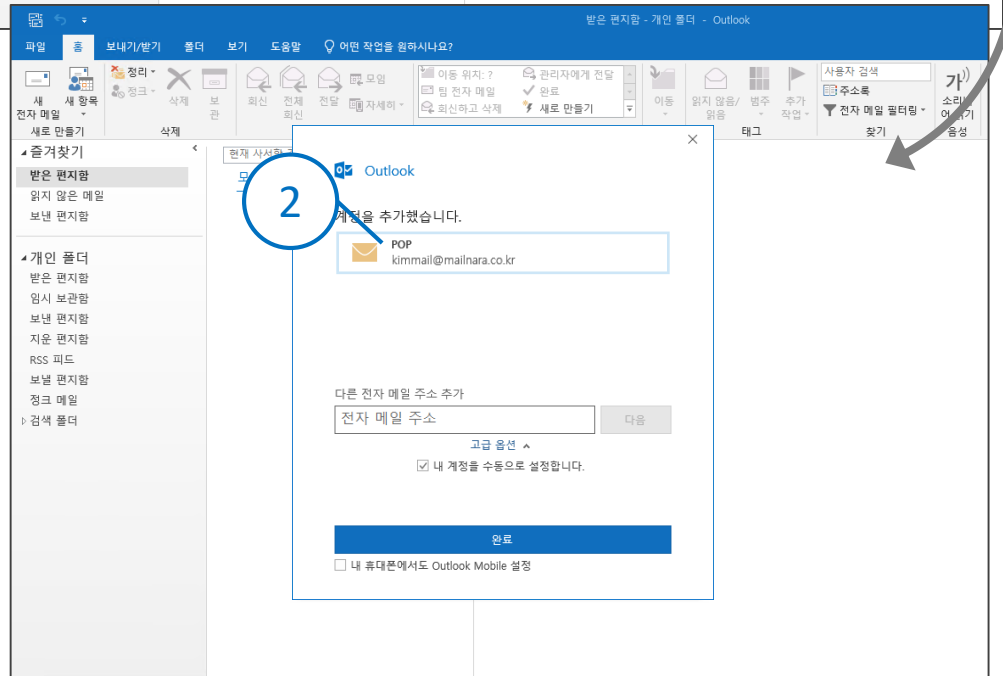 받은 편지함 - 개인 폴더 - Outlook
파일 홈 보내기/받기 폴더 보기 도움말 어떤 작업을 원하시나요?
새 전자 메일
새 항목
새로 만들기
정리
정크
삭제
보관
삭제
회신
전체 회신
전달
모임
자세히
이동 위치: ?
팀 전자 메일
회신하고 삭제
관리자에게 전달
완료
새로 만들기
이동
읽지 않음/읽음
범주
추가 작업
태그
사용자 검색
주소록
전자 메일 필터링
찾기
가
음성
즐겨찾기
받은 편지함
읽지 않은 메일
보낸 편지함
개인 폴더
받은 편지함
임시 보관함
보낸 편지함
지운 편지함
RSS 피드
보낼 편지함
정크 메일
검색 폴더
현재 사서함
2
Outlook
계정을 추가했습니다.
POP
kimmail@mailnara.co.kr
다른 전자 메일 주소 추가
전자 메일 주소
다음
고급 옵션
내 계정을 수동으로 설정합니다.
완료
내 휴대폰에서도 Outlook Mobile 설정